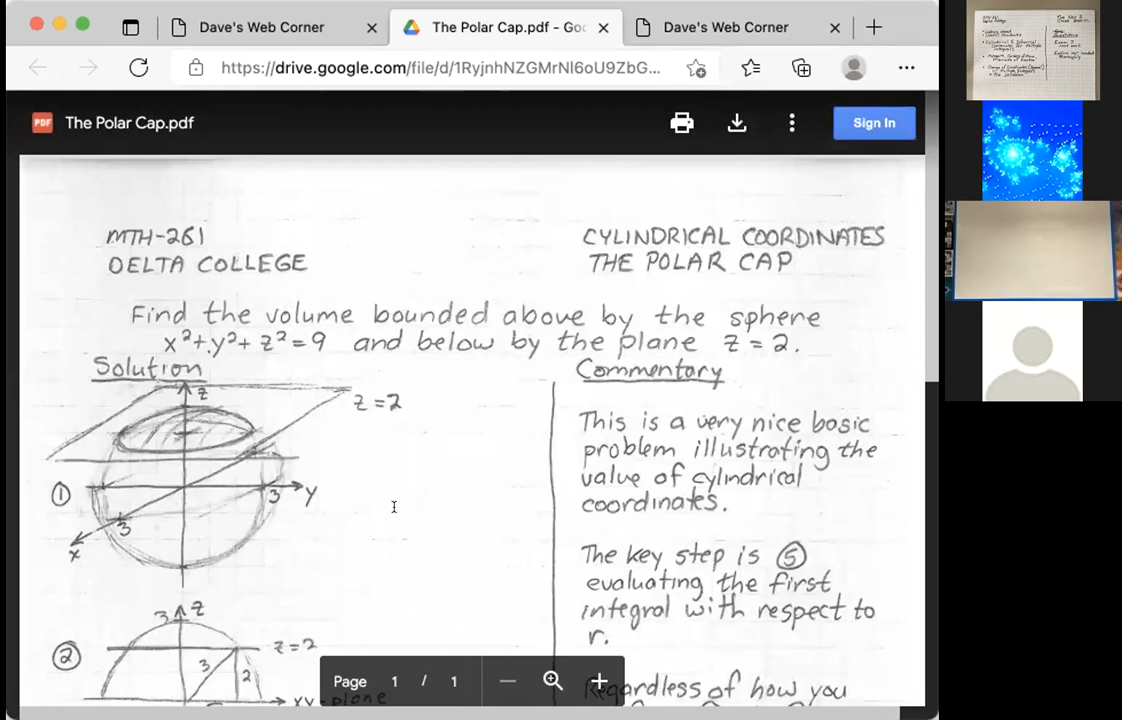 Dave's Web Corner
The Polar Cap.pdf - Goo
Dave's Web Corner
https://drive.google.com/file/d/1RyjnhNZGMrNl6oU9ZbG...
PDF
The Polar Cap.pdf
Sign In
MTH-261
DELTA COLLEGE
CYLINDRICAL COORDINATES
THE POLAR CAP
Find the volume bounded above by the sphere
x²+y²+z²=9 and below by the plane z=2.
Solution
z
z=2
①
3
y
3
x
3
z
②
z=2
3
2
xy-plane
Commentary
This is a very nice basic
problem illustrating the
value of cylindrical
coordinates.
The key step is ⑤
evaluating the first
integral with respect to
r.
Regardless of how you
Page 1 / 1